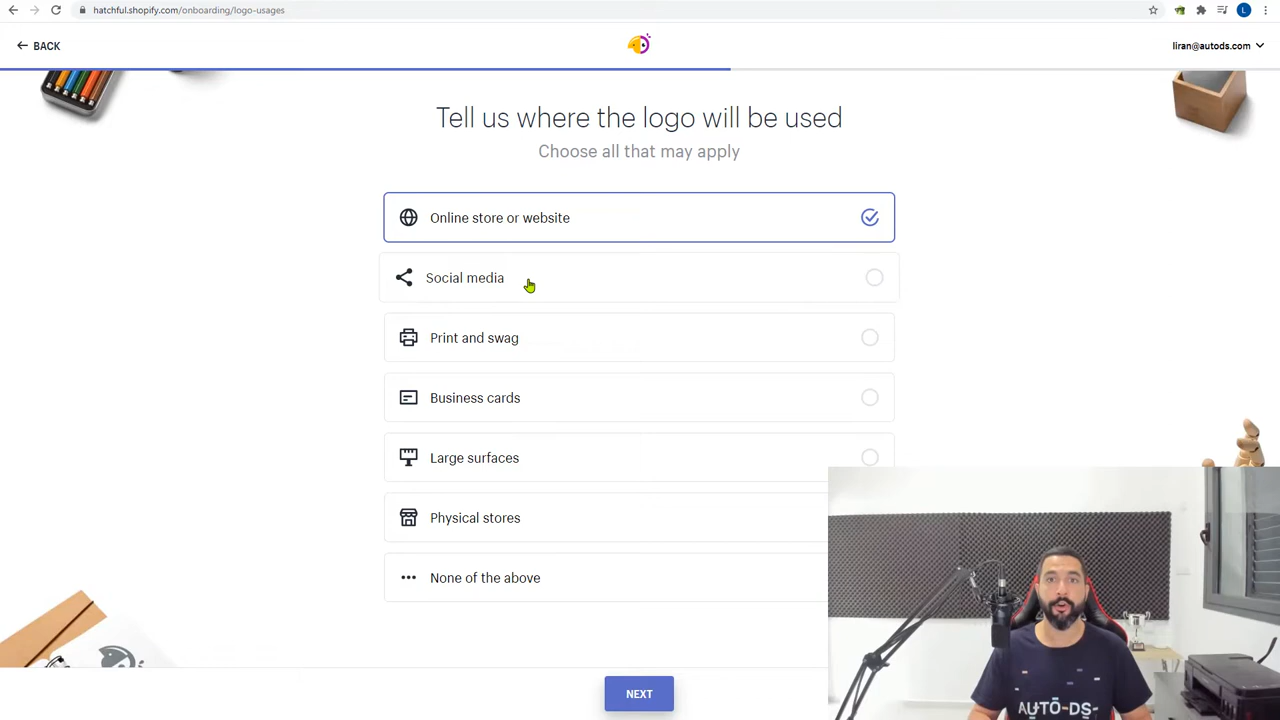 hatchful.shopify.com/onboarding/logo-usages
L
BACK
liran@autods.com
Tell us where the logo will be used
Choose all that may apply
Online store or website
Social media
Print and swag
Business cards
Large surfaces
Physical stores
None of the above
NEXT
AUTO-DS